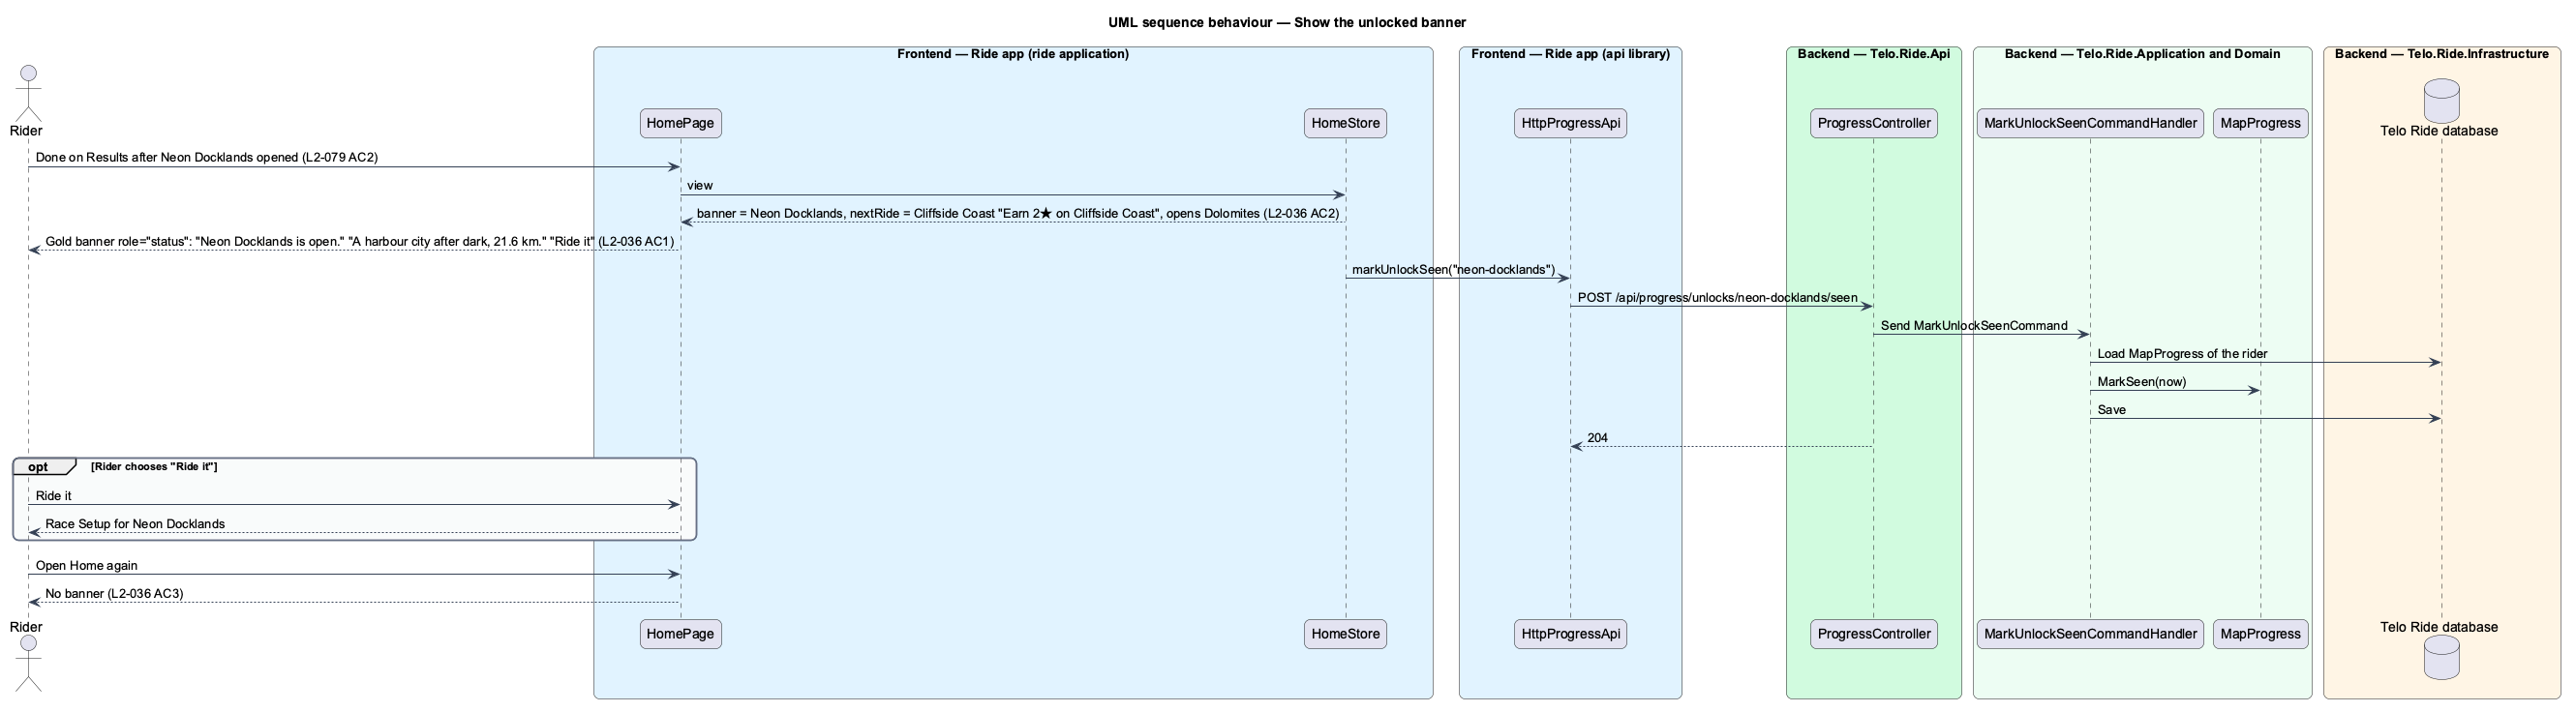 UML sequence behaviour — Show the unlocked banner
Frontend — Ride app (ride application)
Frontend — Ride app (api library)
Backend — Telo.Ride.Api
Backend — Telo.Ride.Application and Domain
Backend — Telo.Ride.Infrastructure
Rider
HomePage
HomeStore
HttpProgressApi
ProgressController
MarkUnlockSeenCommandHandler
MapProgress
Telo Ride database
Done on Results after Neon Docklands opened (L2-079 AC2)
view
banner = Neon Docklands, nextRide = Cliffside Coast "Earn 2★ on Cliffside Coast", opens Dolomites (L2-036 AC2)
Gold banner role="status": "Neon Docklands is open." "A harbour city after dark, 21.6 km." "Ride it" (L2-036 AC1)
markUnlockSeen("neon-docklands")
POST /api/progress/unlocks/neon-docklands/seen
Send MarkUnlockSeenCommand
Load MapProgress of the rider
MarkSeen(now)
Save
204
opt
[Rider chooses "Ride it"]
Ride it
Race Setup for Neon Docklands
Open Home again
No banner (L2-036 AC3)
Rider
HomePage
HomeStore
HttpProgressApi
ProgressController
MarkUnlockSeenCommandHandler
MapProgress
Telo Ride database